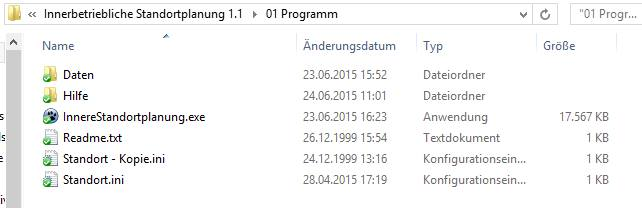 « Innerbetriebliche Standortplanung 1.1 › 01 Programm "01 Progr...
Name Änderungsdatum Typ Größe
Daten 23.06.2015 15:52 Dateiordner
Hilfe 24.06.2015 11:01 Dateiordner
InnereStandortplanung.exe 23.06.2015 16:23 Anwendung 17.567 KB
Readme.txt 26.12.1999 15:54 Textdokument 1 KB
Standort - Kopie.ini 24.12.1999 13:16 Konfigurationsein... 1 KB
Standort.ini 28.04.2015 17:19 Konfigurationsein... 1 KB